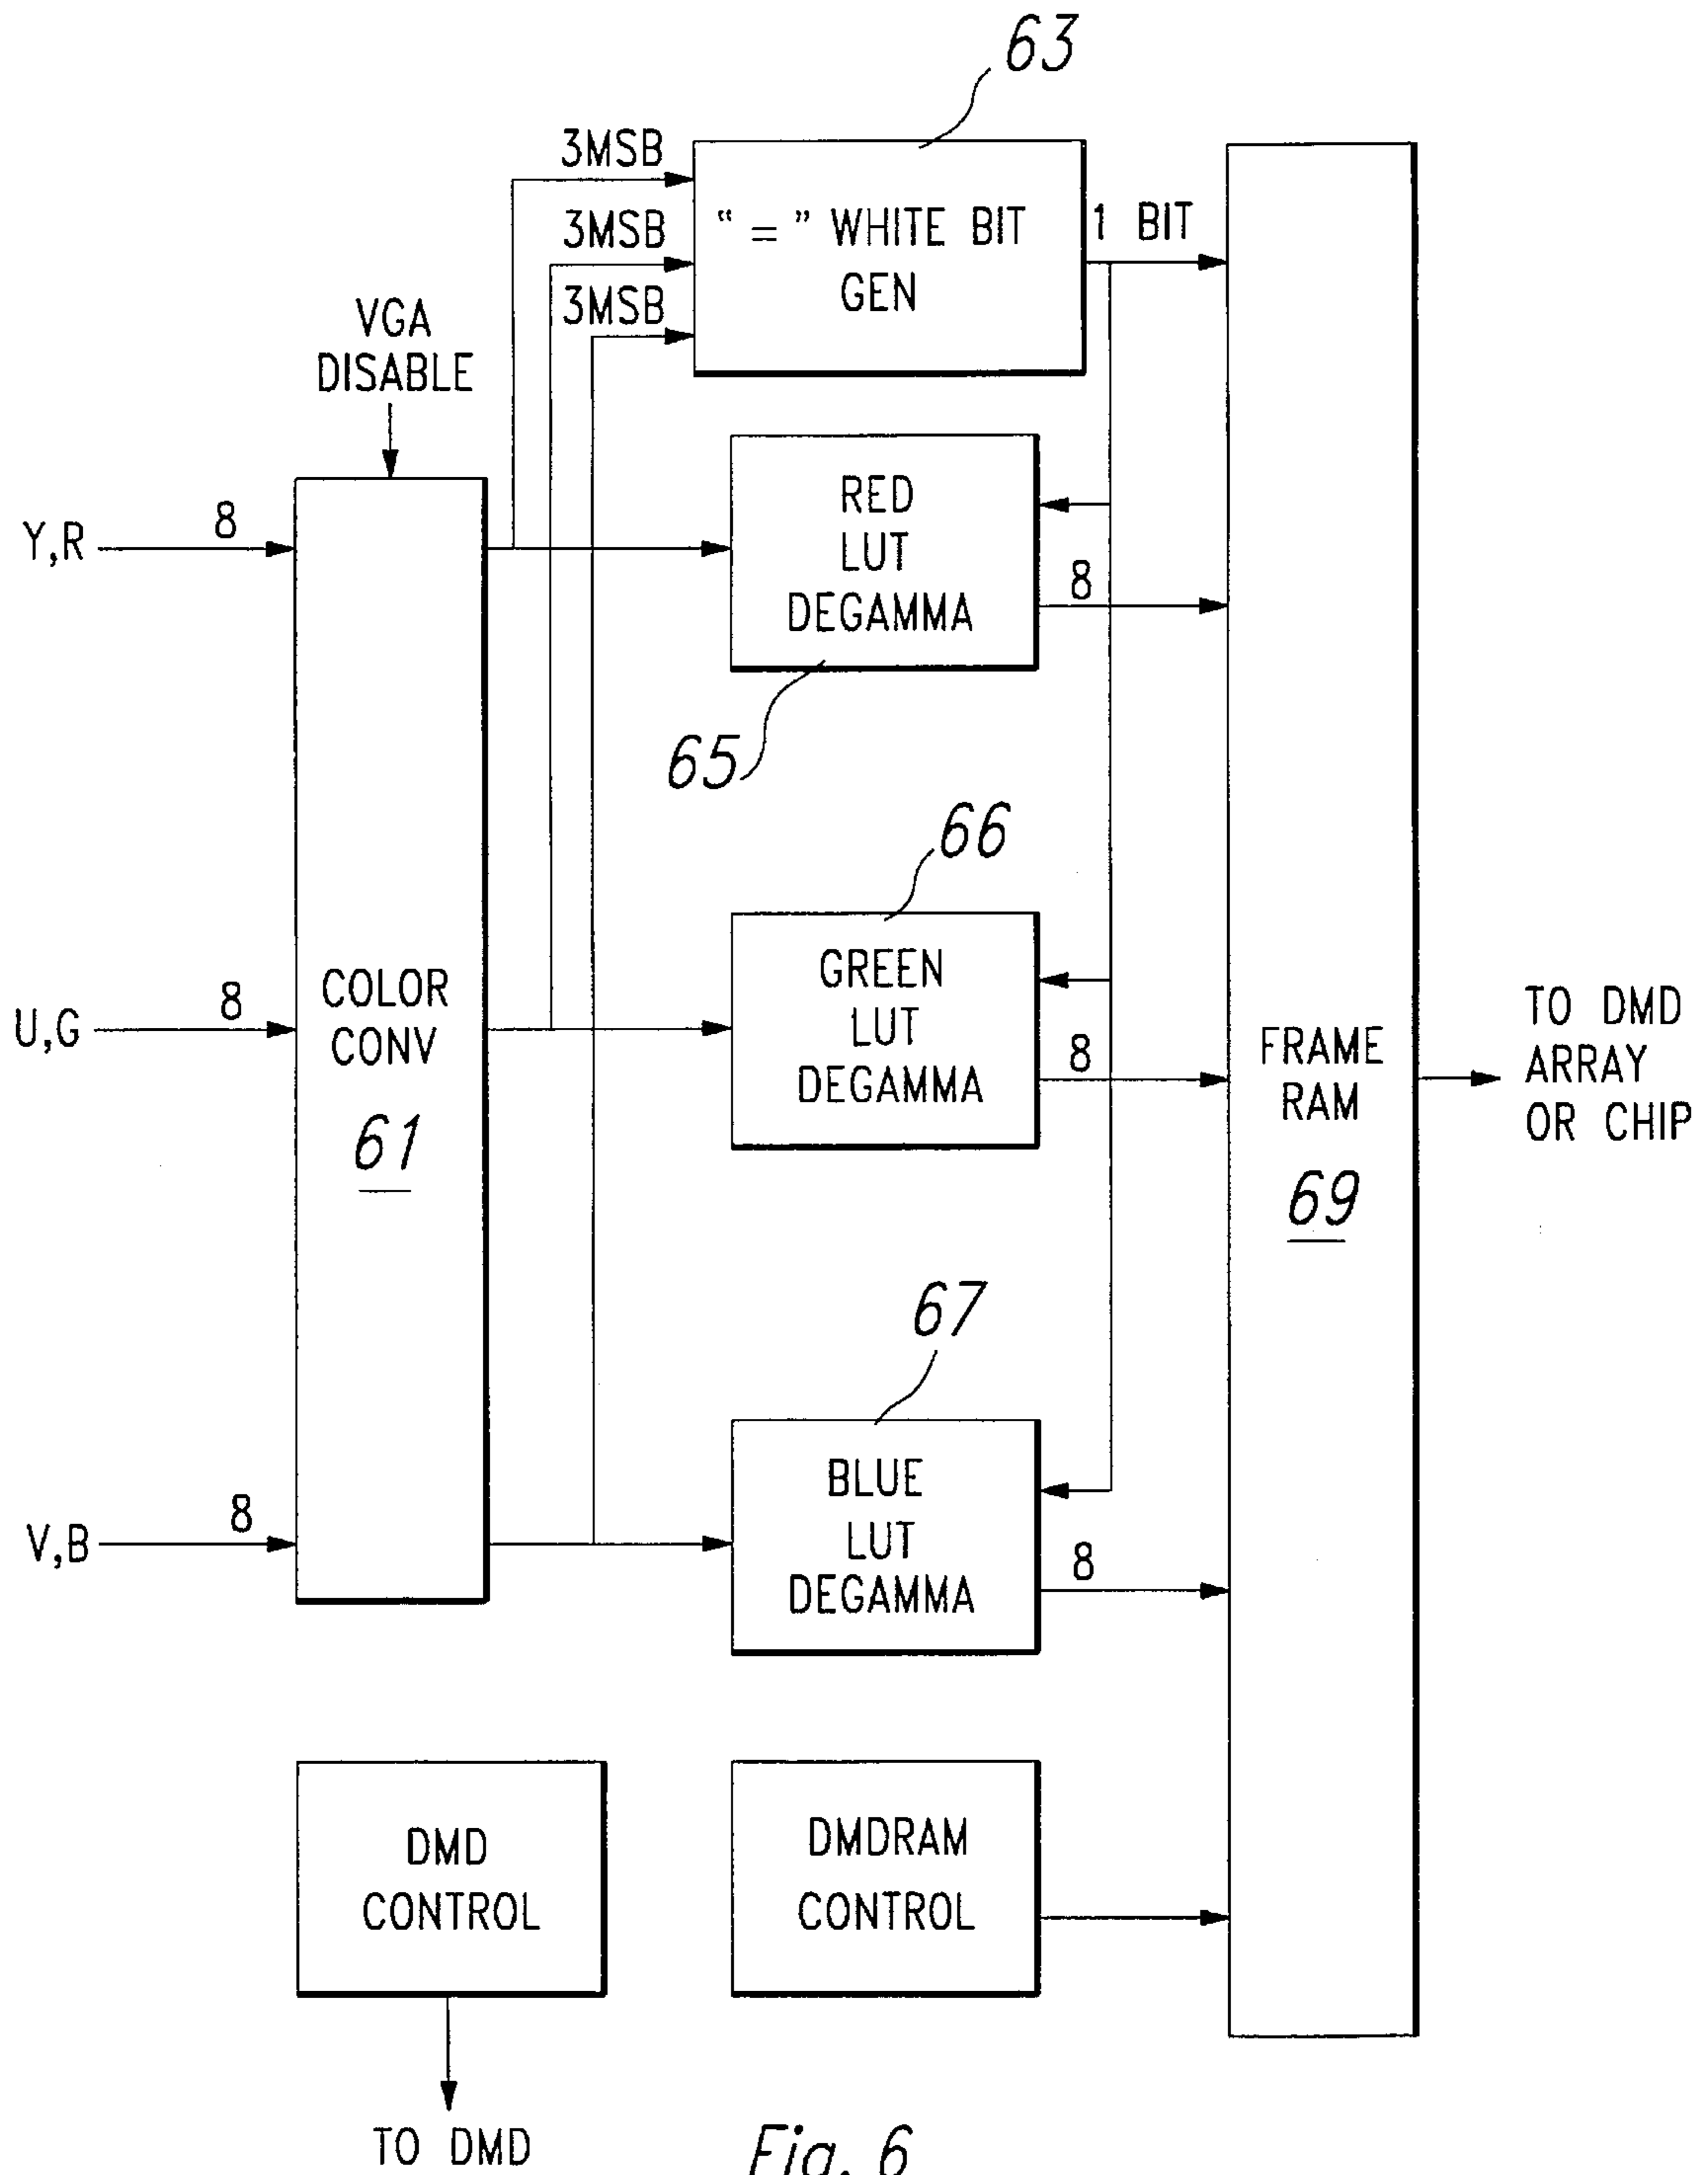 63
3MSB
3MSB
3MSB
“ = ” WHITE BIT
GEN
1 BIT
VGA
DISABLE
Y,R
8
RED
LUT
DEGAMMA
8
65
66
U,G
8
COLOR
CONV
61
GREEN
LUT
DEGAMMA
8
FRAME
RAM
69
TO DMD
ARRAY
OR CHIP
67
V,B
8
BLUE
LUT
DEGAMMA
8
DMD
CONTROL
DMDRAM
CONTROL
TO DMD
Fig. 6